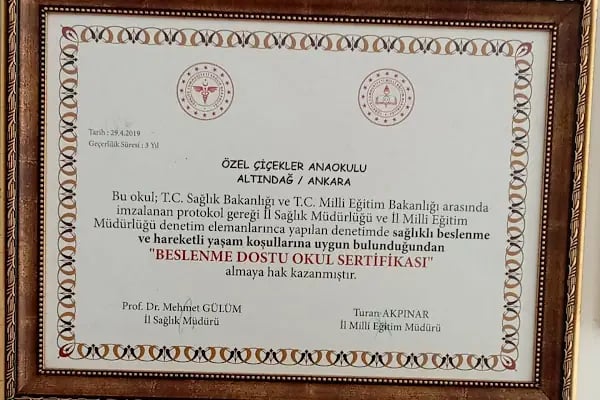 Tarih : 29.4.2019
Geçerlilik Süresi : 3 Yıl
ÖZEL ÇİÇEKLER ANAOKULU
ALTINDAĞ / ANKARA
Bu okul; T.C. Sağlık Bakanlığı ve T.C. Milli Eğitim Bakanlığı arasında
imzalanan protokol gereği İl Sağlık Müdürlüğü ve İl Milli Eğitim
Müdürlüğü denetim elemanlarınca yapılan denetimde sağlıklı beslenme
ve hareketli yaşam koşullarına uygun bulunduğundan
"BESLENME DOSTU OKUL SERTİFİKASI"
almaya hak kazanmıştır.
Prof. Dr. Mehmet GÜLÜM
İl Sağlık Müdürü
Turan AKPINAR
İl Milli Eğitim Müdürü